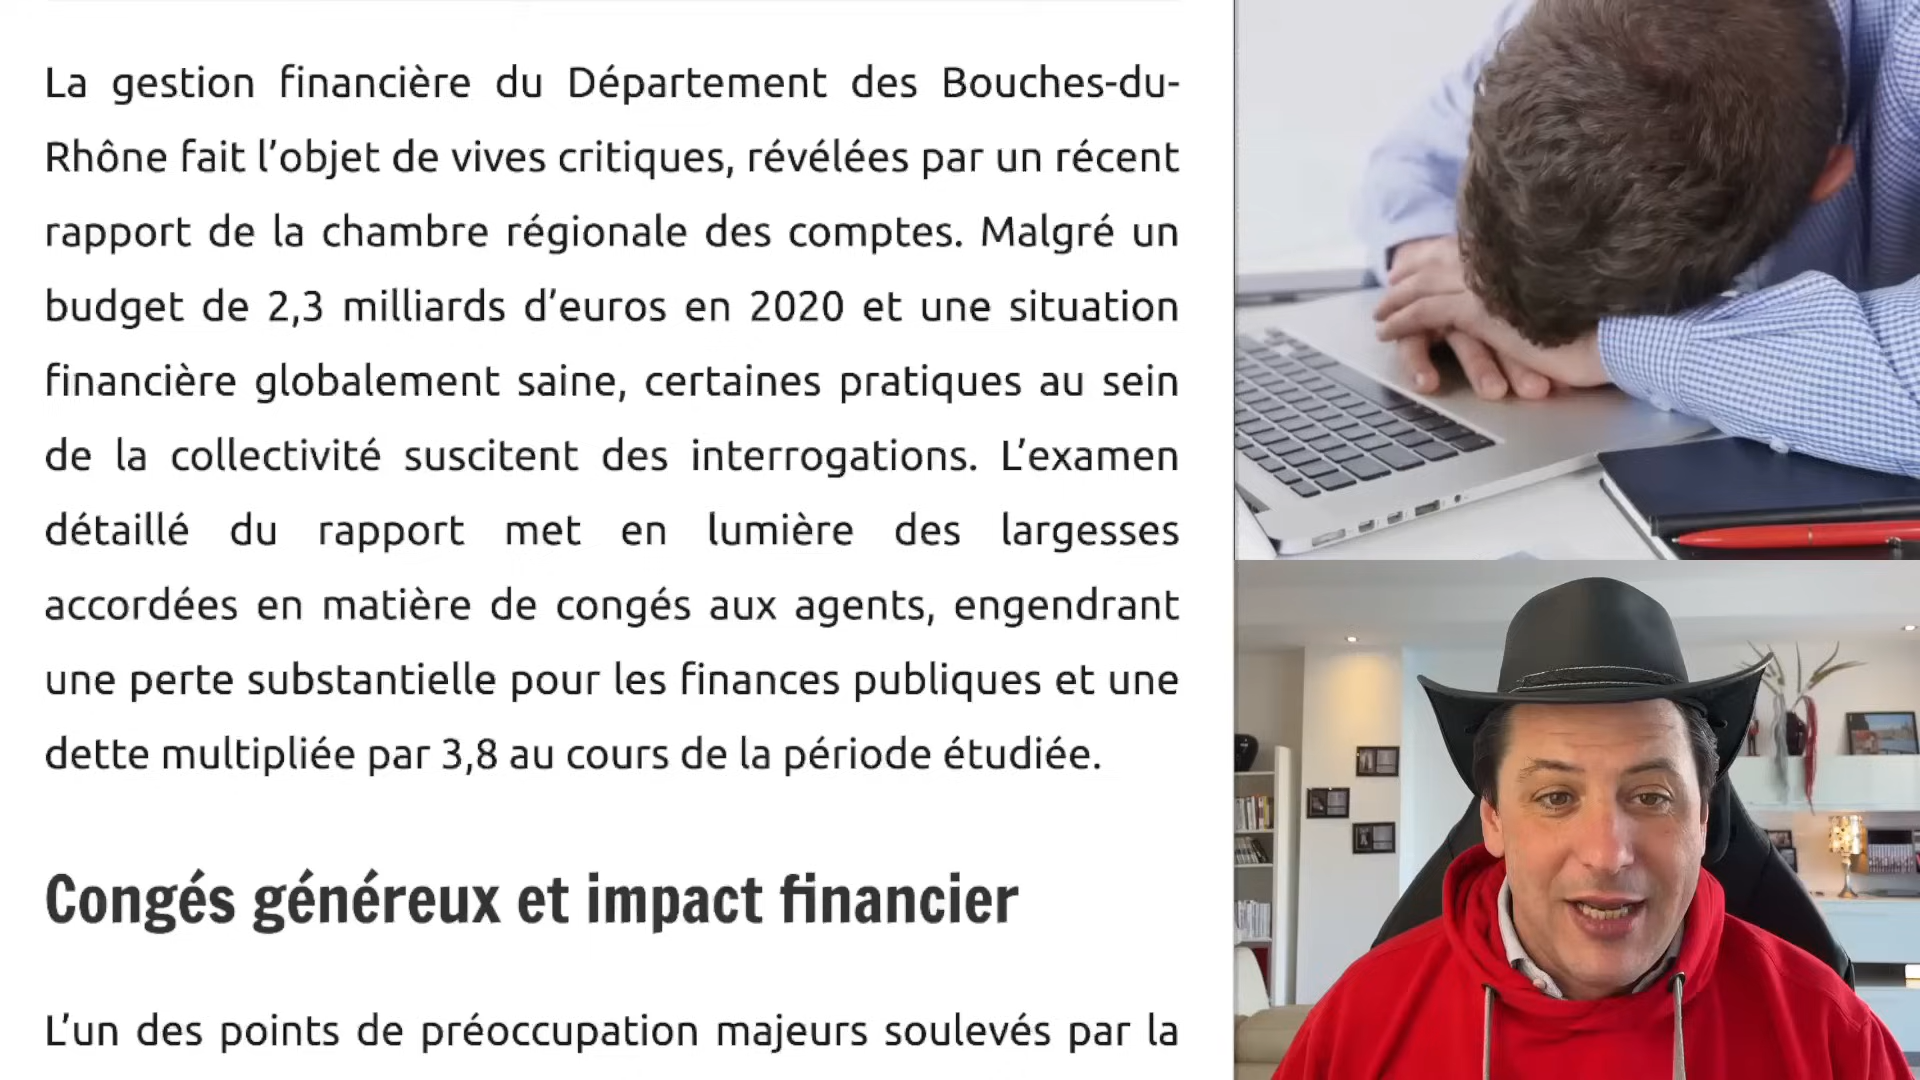 La gestion financière du Département des Bouches-du-
Rhône fait l’objet de vives critiques, révélées par un récent
rapport de la chambre régionale des comptes. Malgré un
budget de 2,3 milliards d’euros en 2020 et une situation
financière globalement saine, certaines pratiques au sein
de la collectivité suscitent des interrogations. L’examen
détaillé du rapport met en lumière des largesses
accordées en matière de congés aux agents, engendrant
une perte substantielle pour les finances publiques et une
dette multipliée par 3,8 au cours de la période étudiée.
Congés généreux et impact financier
L’un des points de préoccupation majeurs soulevés par la